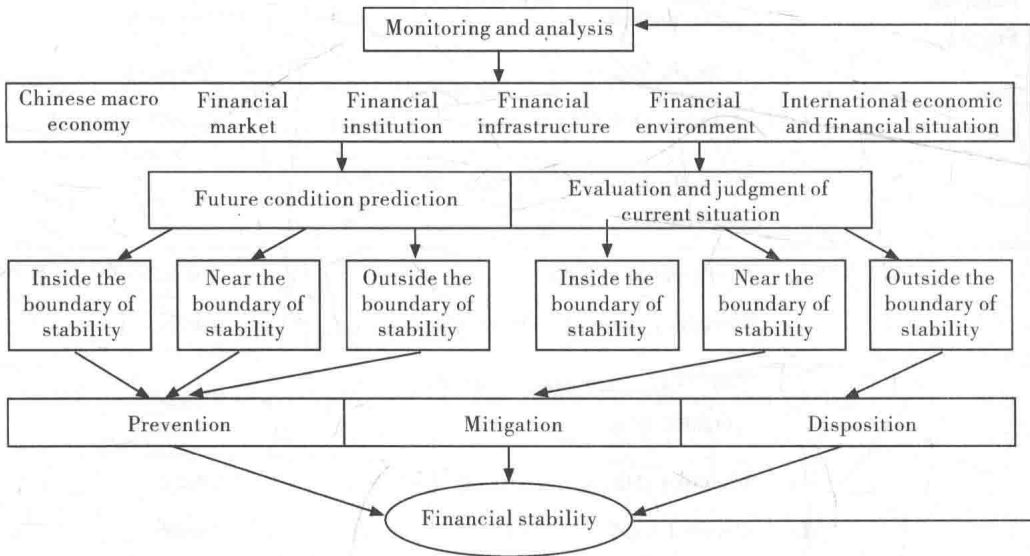 Monitoring and analysis
Chinese macro
economy
Financial
market
Financial
institution
Financial
infrastructure
Financial
environment
International economic
and financial situation
Future condition prediction
Evaluation and judgment of
current situation
Inside the
boundary of
stability
Near the
boundary of
stability
Outside the
boundary of
stability
Inside the
boundary of
stability
Near the
boundary of
stability
Outside the
boundary of
stability
Prevention
Mitigation
Disposition
Financial stability